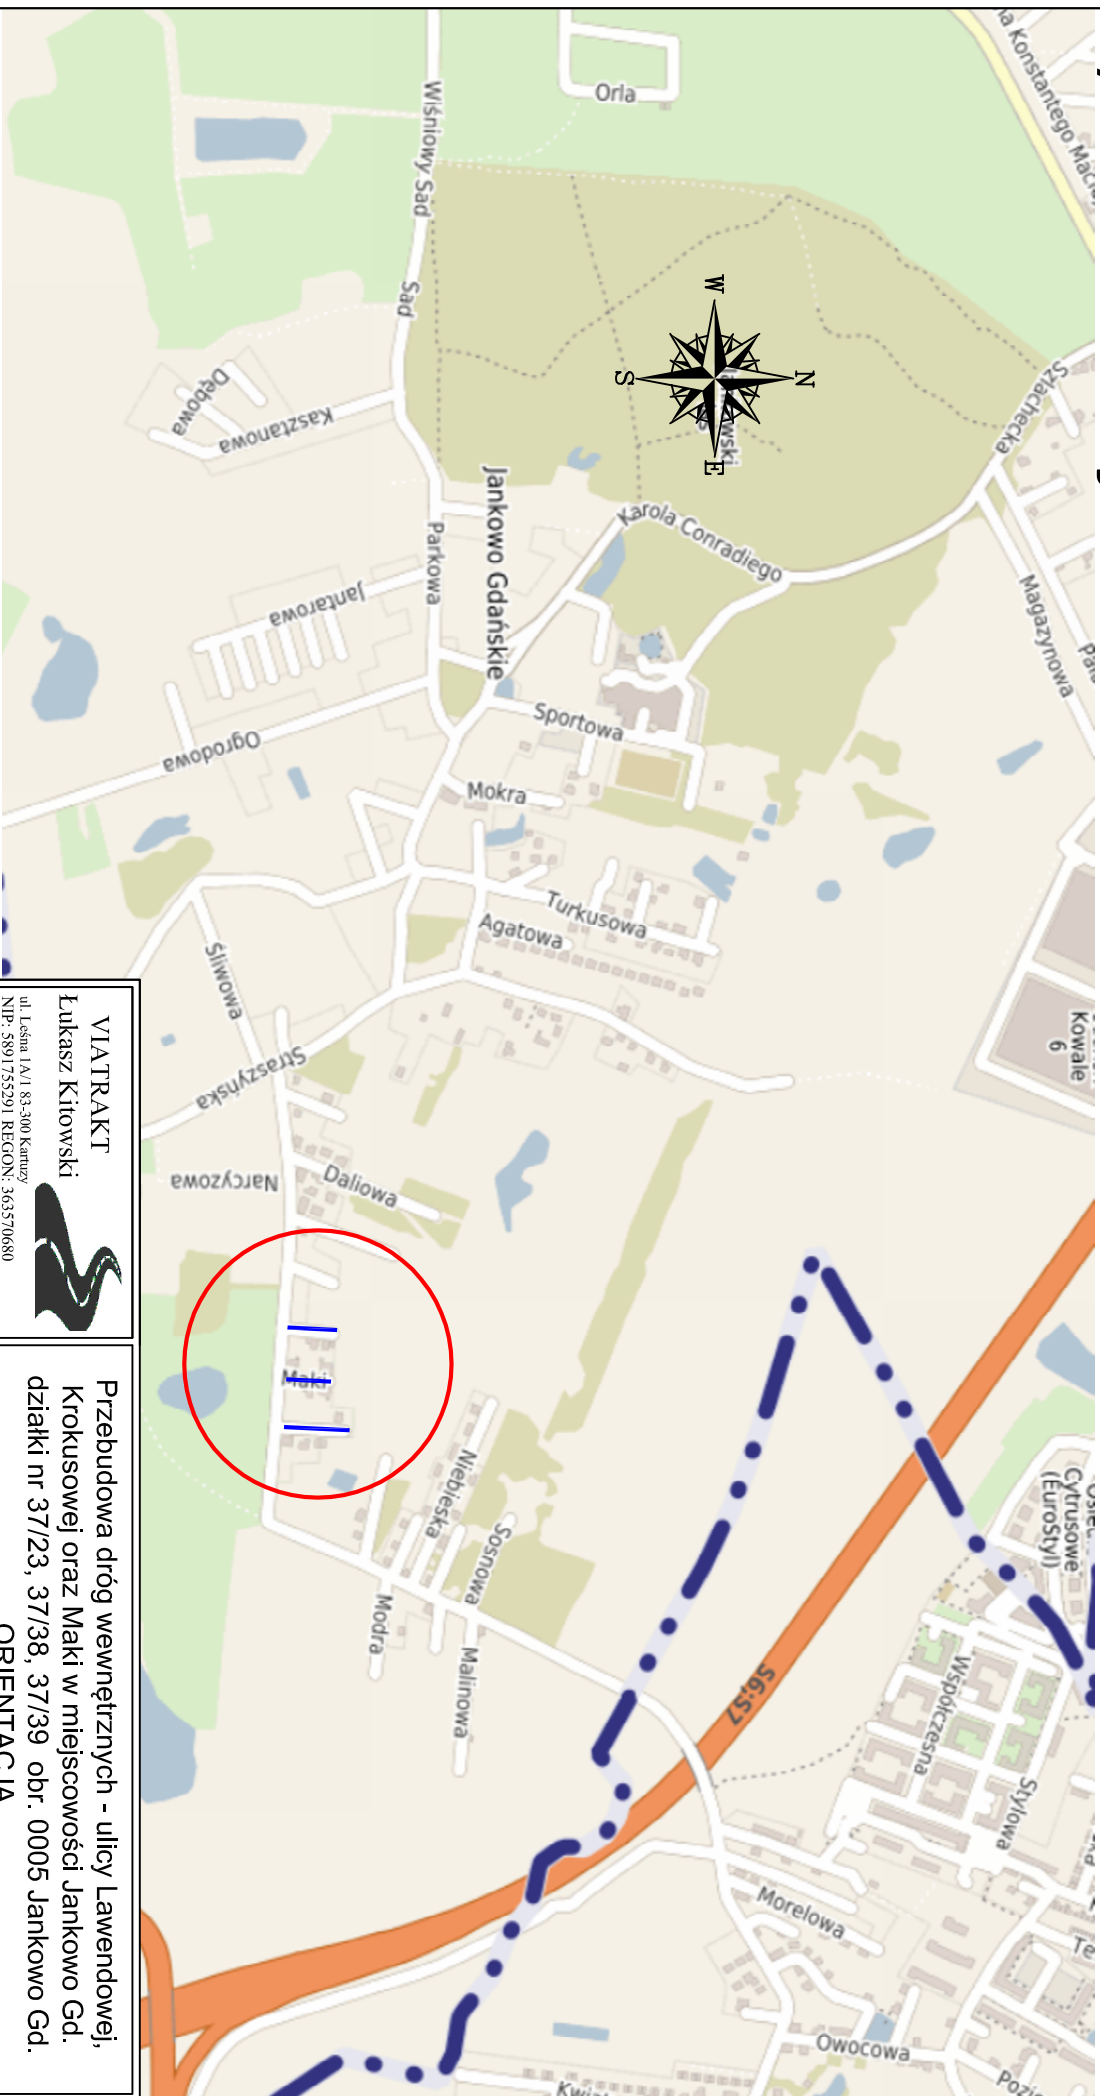 Orla
Wiśniowy Sad
Sad
Szlachecka
N
W
E
S
Karola Conradiego
Magazynowa
Dębowa
Kasztanowa
Jankowo Gdańskie
Parkowa
Jantarowa
Ogrodowa
Sportowa
Mokra
Turkusowa
Agatowa
Kowale
6
Śliwowa
Straszyńska
Narcyzowa
Daliowa
Maki
Niebieska
Sosnowa
Modra
Malinowa
S6;S7
Cytrusowe
(EuroStyl)
Współczesna
Stylowa
Morelowa
Owocowa
VIATRAKT
Łukasz Kitowski
ul. Leśna 1A/1 83-300 Kartuzy
NIP: 5891755291 REGON: 363570680
Przebudowa dróg wewnętrznych - ulicy Lawendowej,
Krokusowej oraz Maki w miejscowości Jankowo Gd.
działki nr 37/23, 37/38, 37/39 obr. 0005 Jankowo Gd.
ORIENTACJA